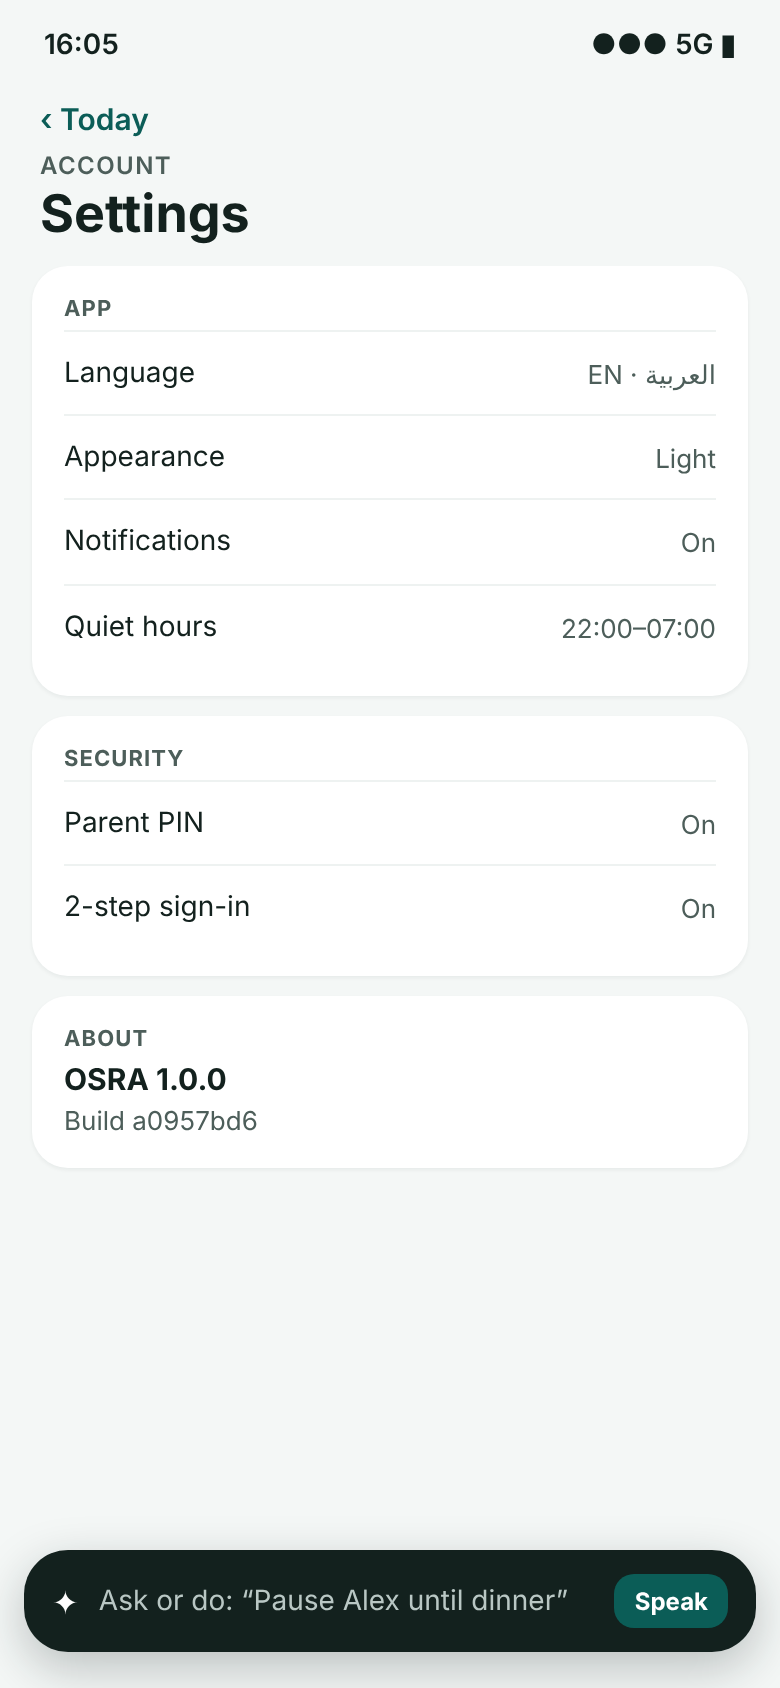 16:05
●●● 5G ▮
‹ Today
ACCOUNT
Settings
APP
Language
EN · العربية
Appearance
Light
Notifications
On
Quiet hours
22:00–07:00
SECURITY
Parent PIN
On
2-step sign-in
On
ABOUT
OSRA 1.0.0
Build a0957bd6
✦ Ask or do: “Pause Alex until dinner”
Speak